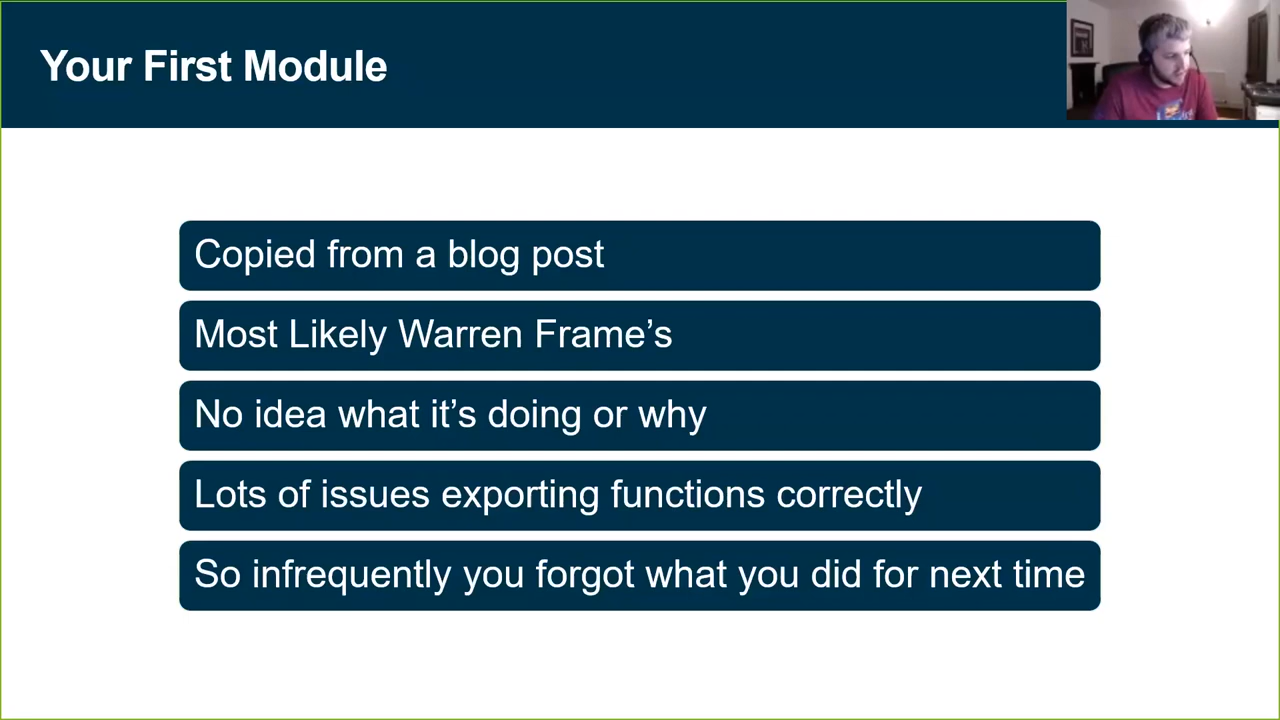 Your First Module
Copied from a blog post
Most Likely Warren Frame’s
No idea what it’s doing or why
Lots of issues exporting functions correctly
So infrequently you forgot what you did for next time